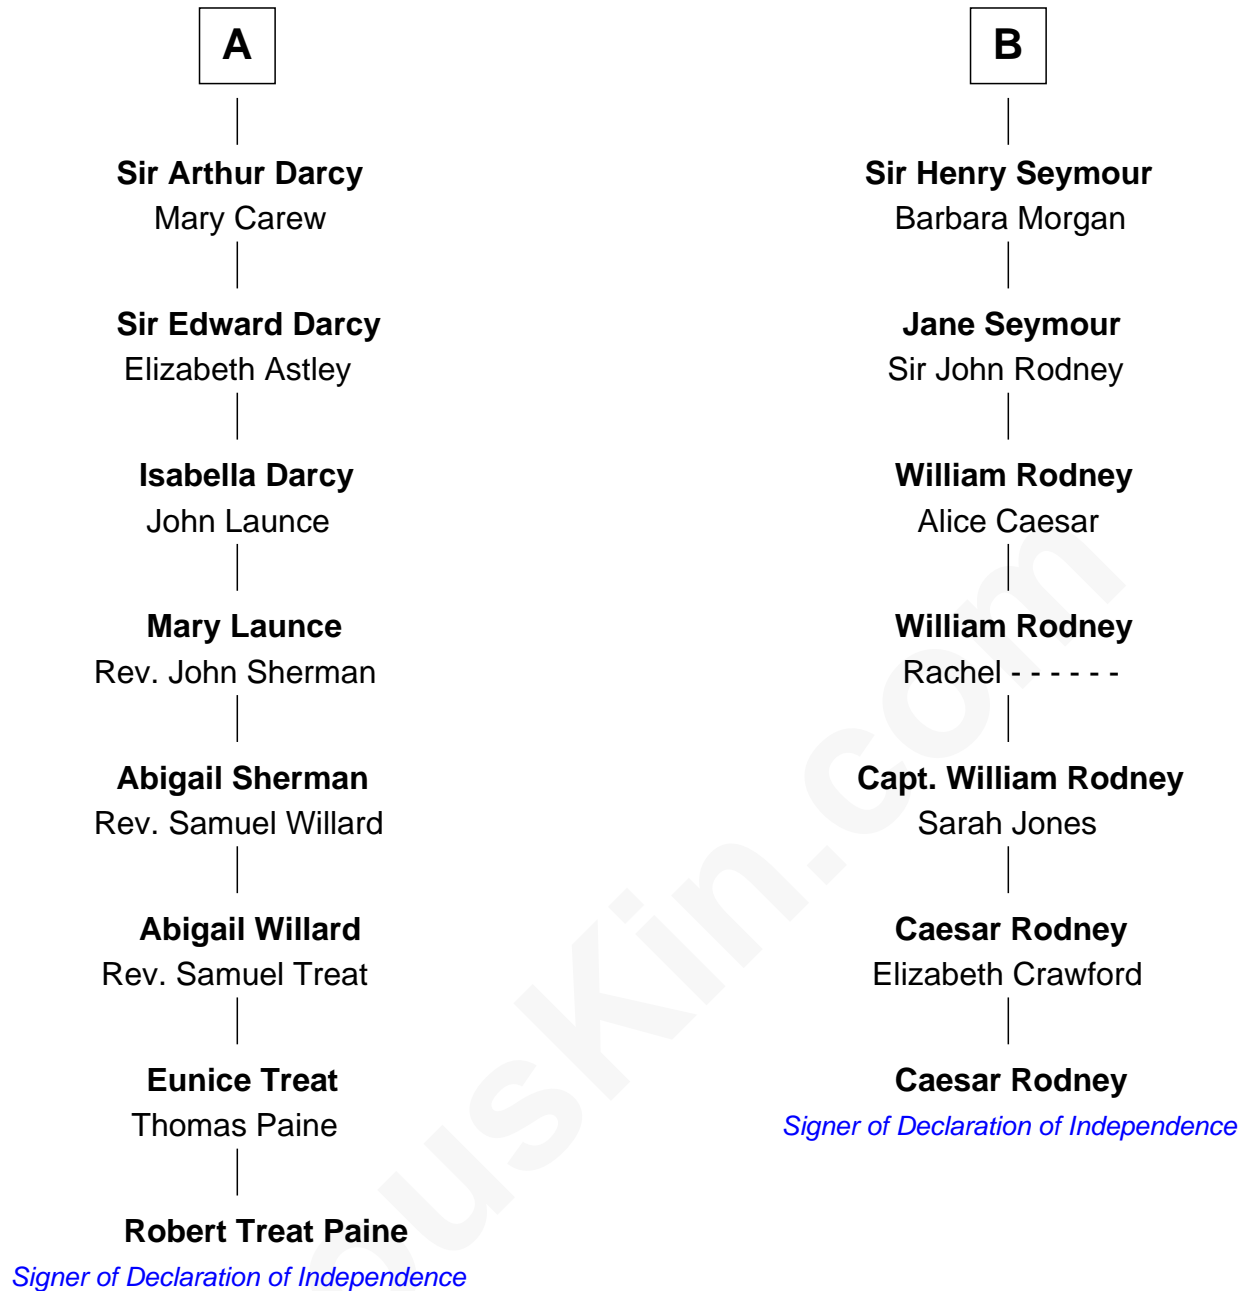 A
Sir Arthur Darcy
Mary Carew
Sir Edward Darcy
Elizabeth Astley
Isabella Darcy
John Launce
Mary Launce
Rev. John Sherman
Abigail Sherman
Rev. Samuel Willard
Abigail Willard
Rev. Samuel Treat
Eunice Treat
Thomas Paine
Robert Treat Paine
Signer of Declaration of Independence
B
Sir Henry Seymour
Barbara Morgan
Jane Seymour
Sir John Rodney
William Rodney
Alice Caesar
William Rodney
Rachel - - - - - -
Capt. William Rodney
Sarah Jones
Caesar Rodney
Elizabeth Crawford
Caesar Rodney
Signer of Declaration of Independence
ousKin.com